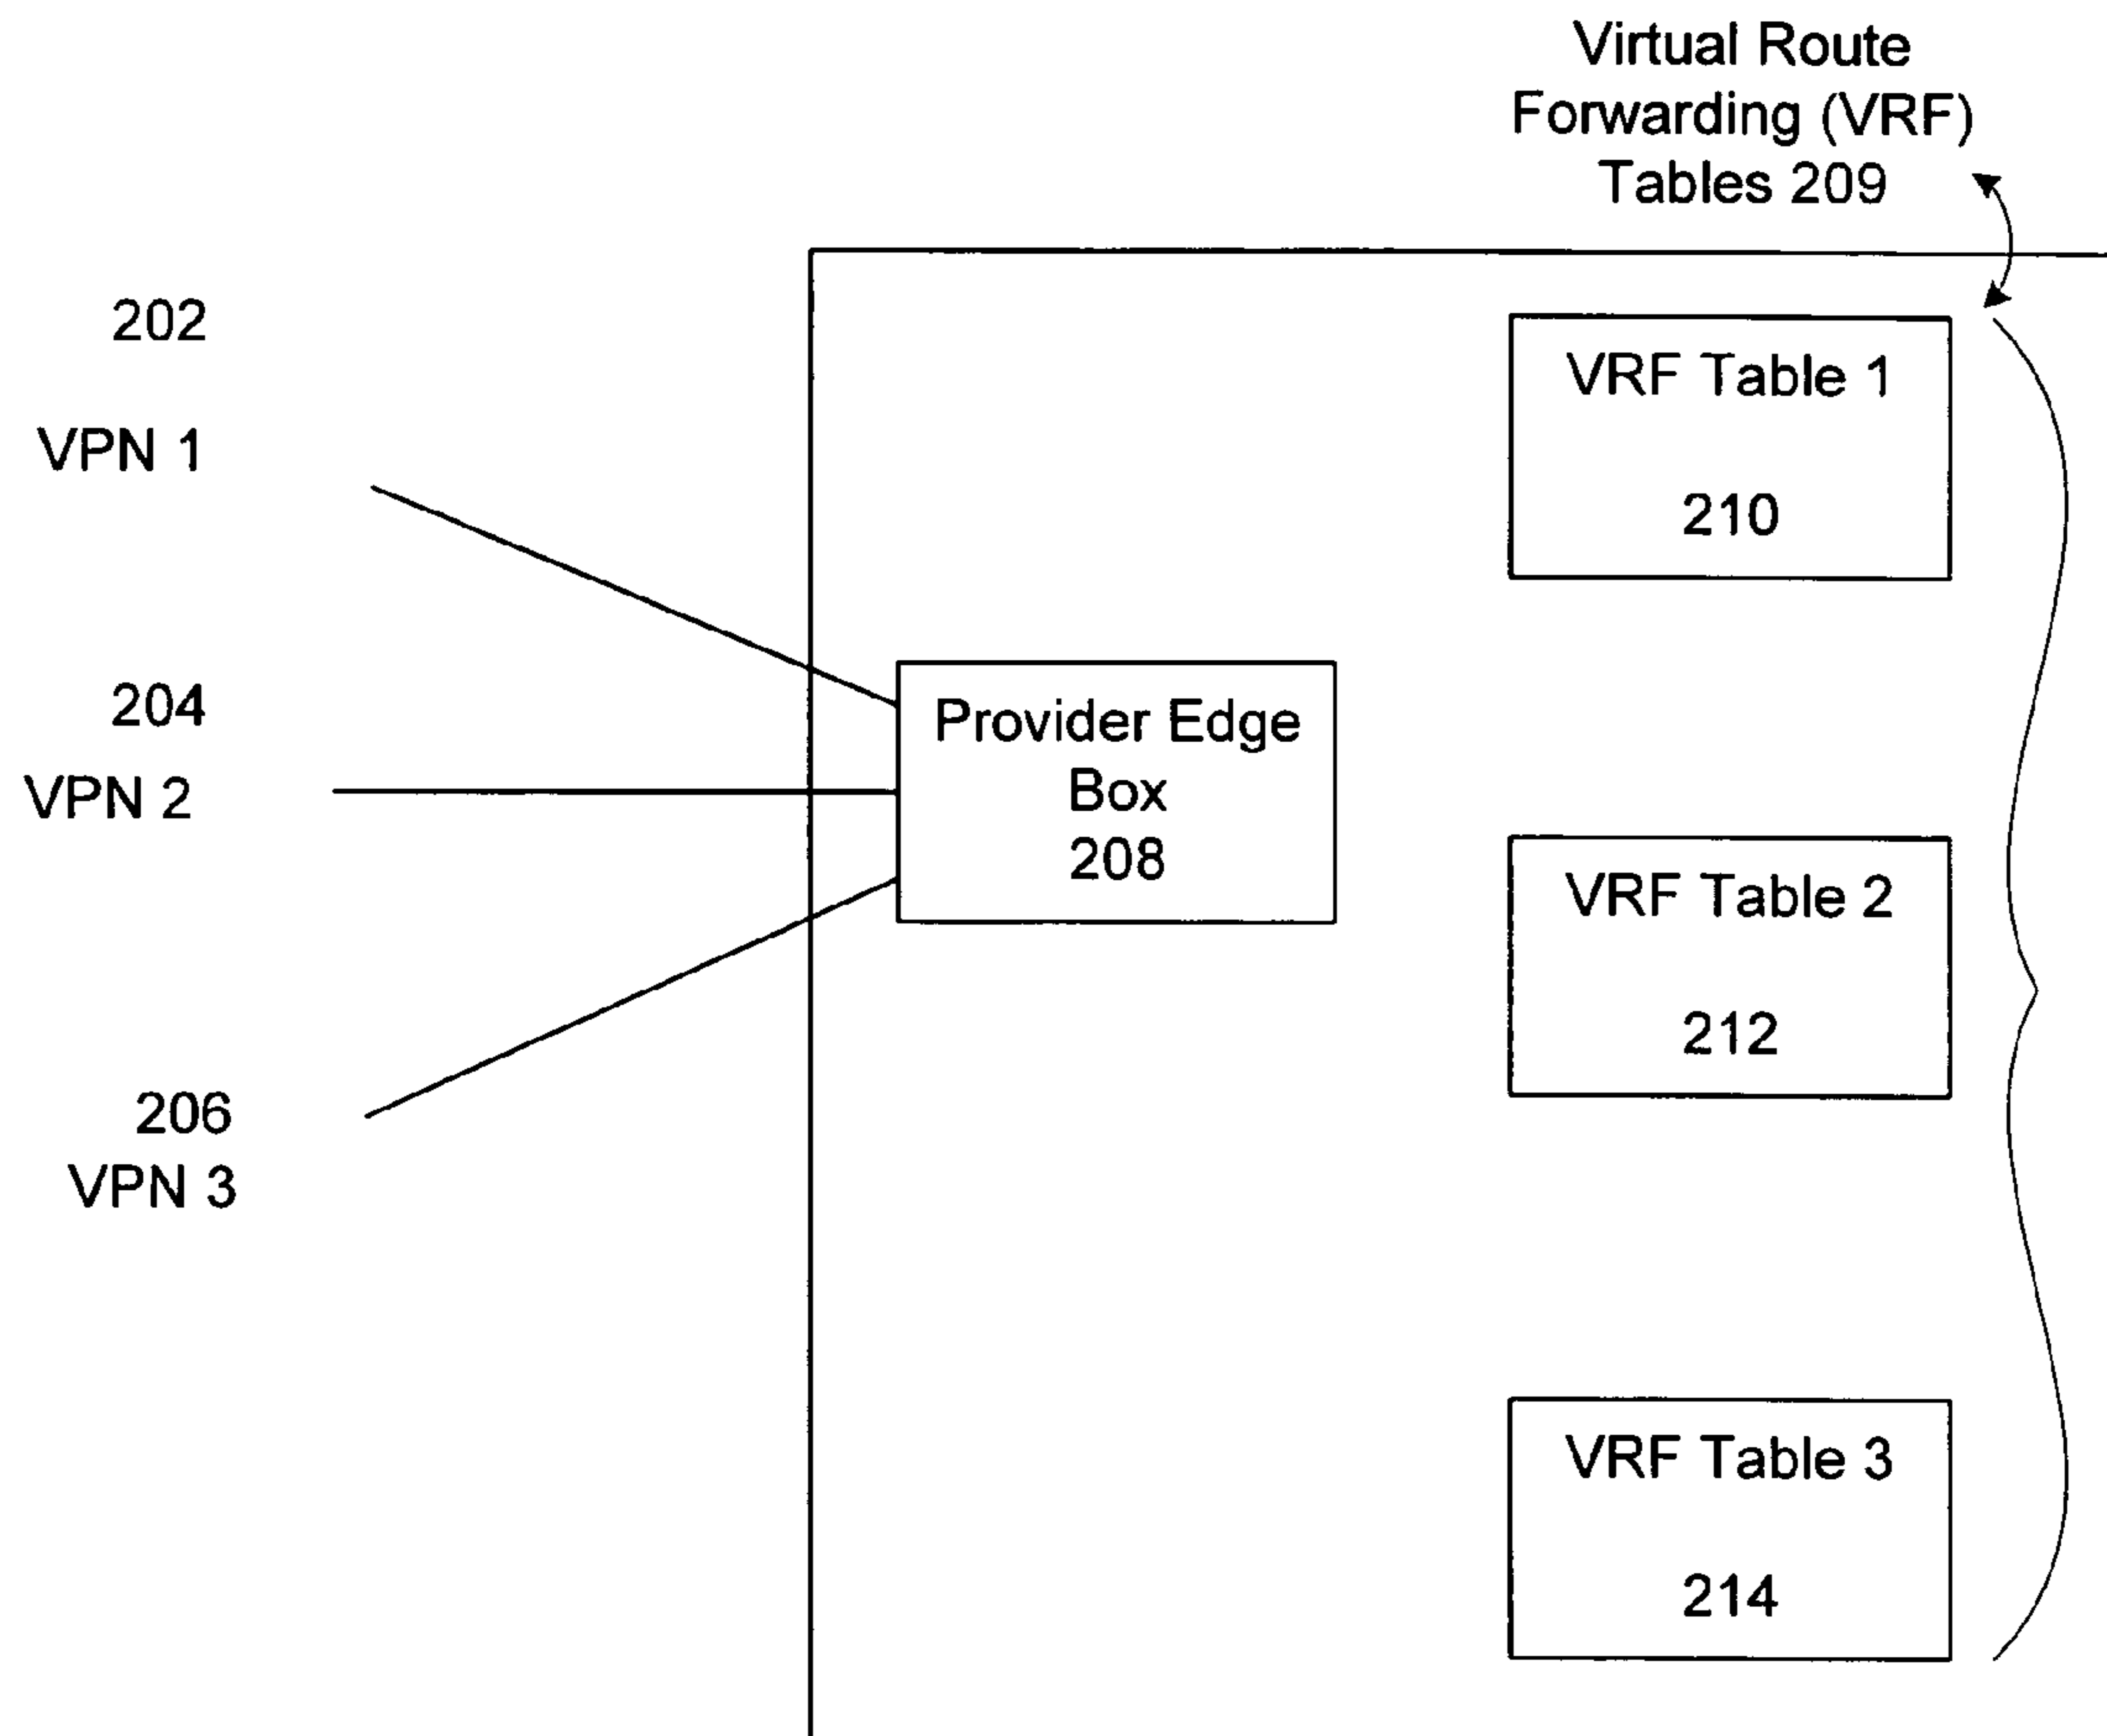 Virtual Route
Forwarding (VRF)
Tables 209
202
VPN 1
204
VPN 2
206
VPN 3
Provider Edge
Box
208
VRF Table 1
210
VRF Table 2
212
VRF Table 3
214